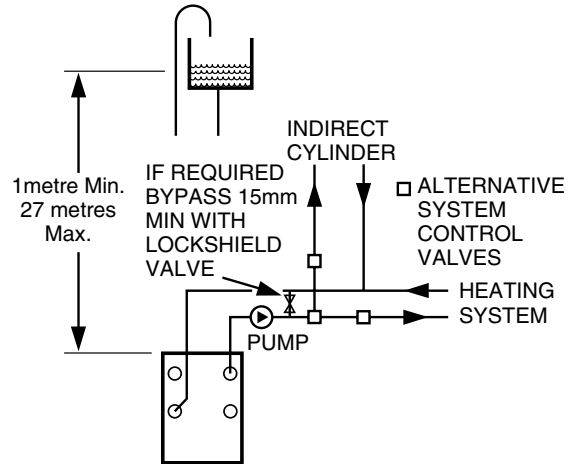 1metre Min.
27 metres
Max.
IF REQUIRED
BYPASS 15mm
MIN WITH
LOCKSHIELD
VALVE
INDIRECT
CYLINDER
ALTERNATIVE
SYSTEM
CONTROL
VALVES
HEATING
SYSTEM
PUMP